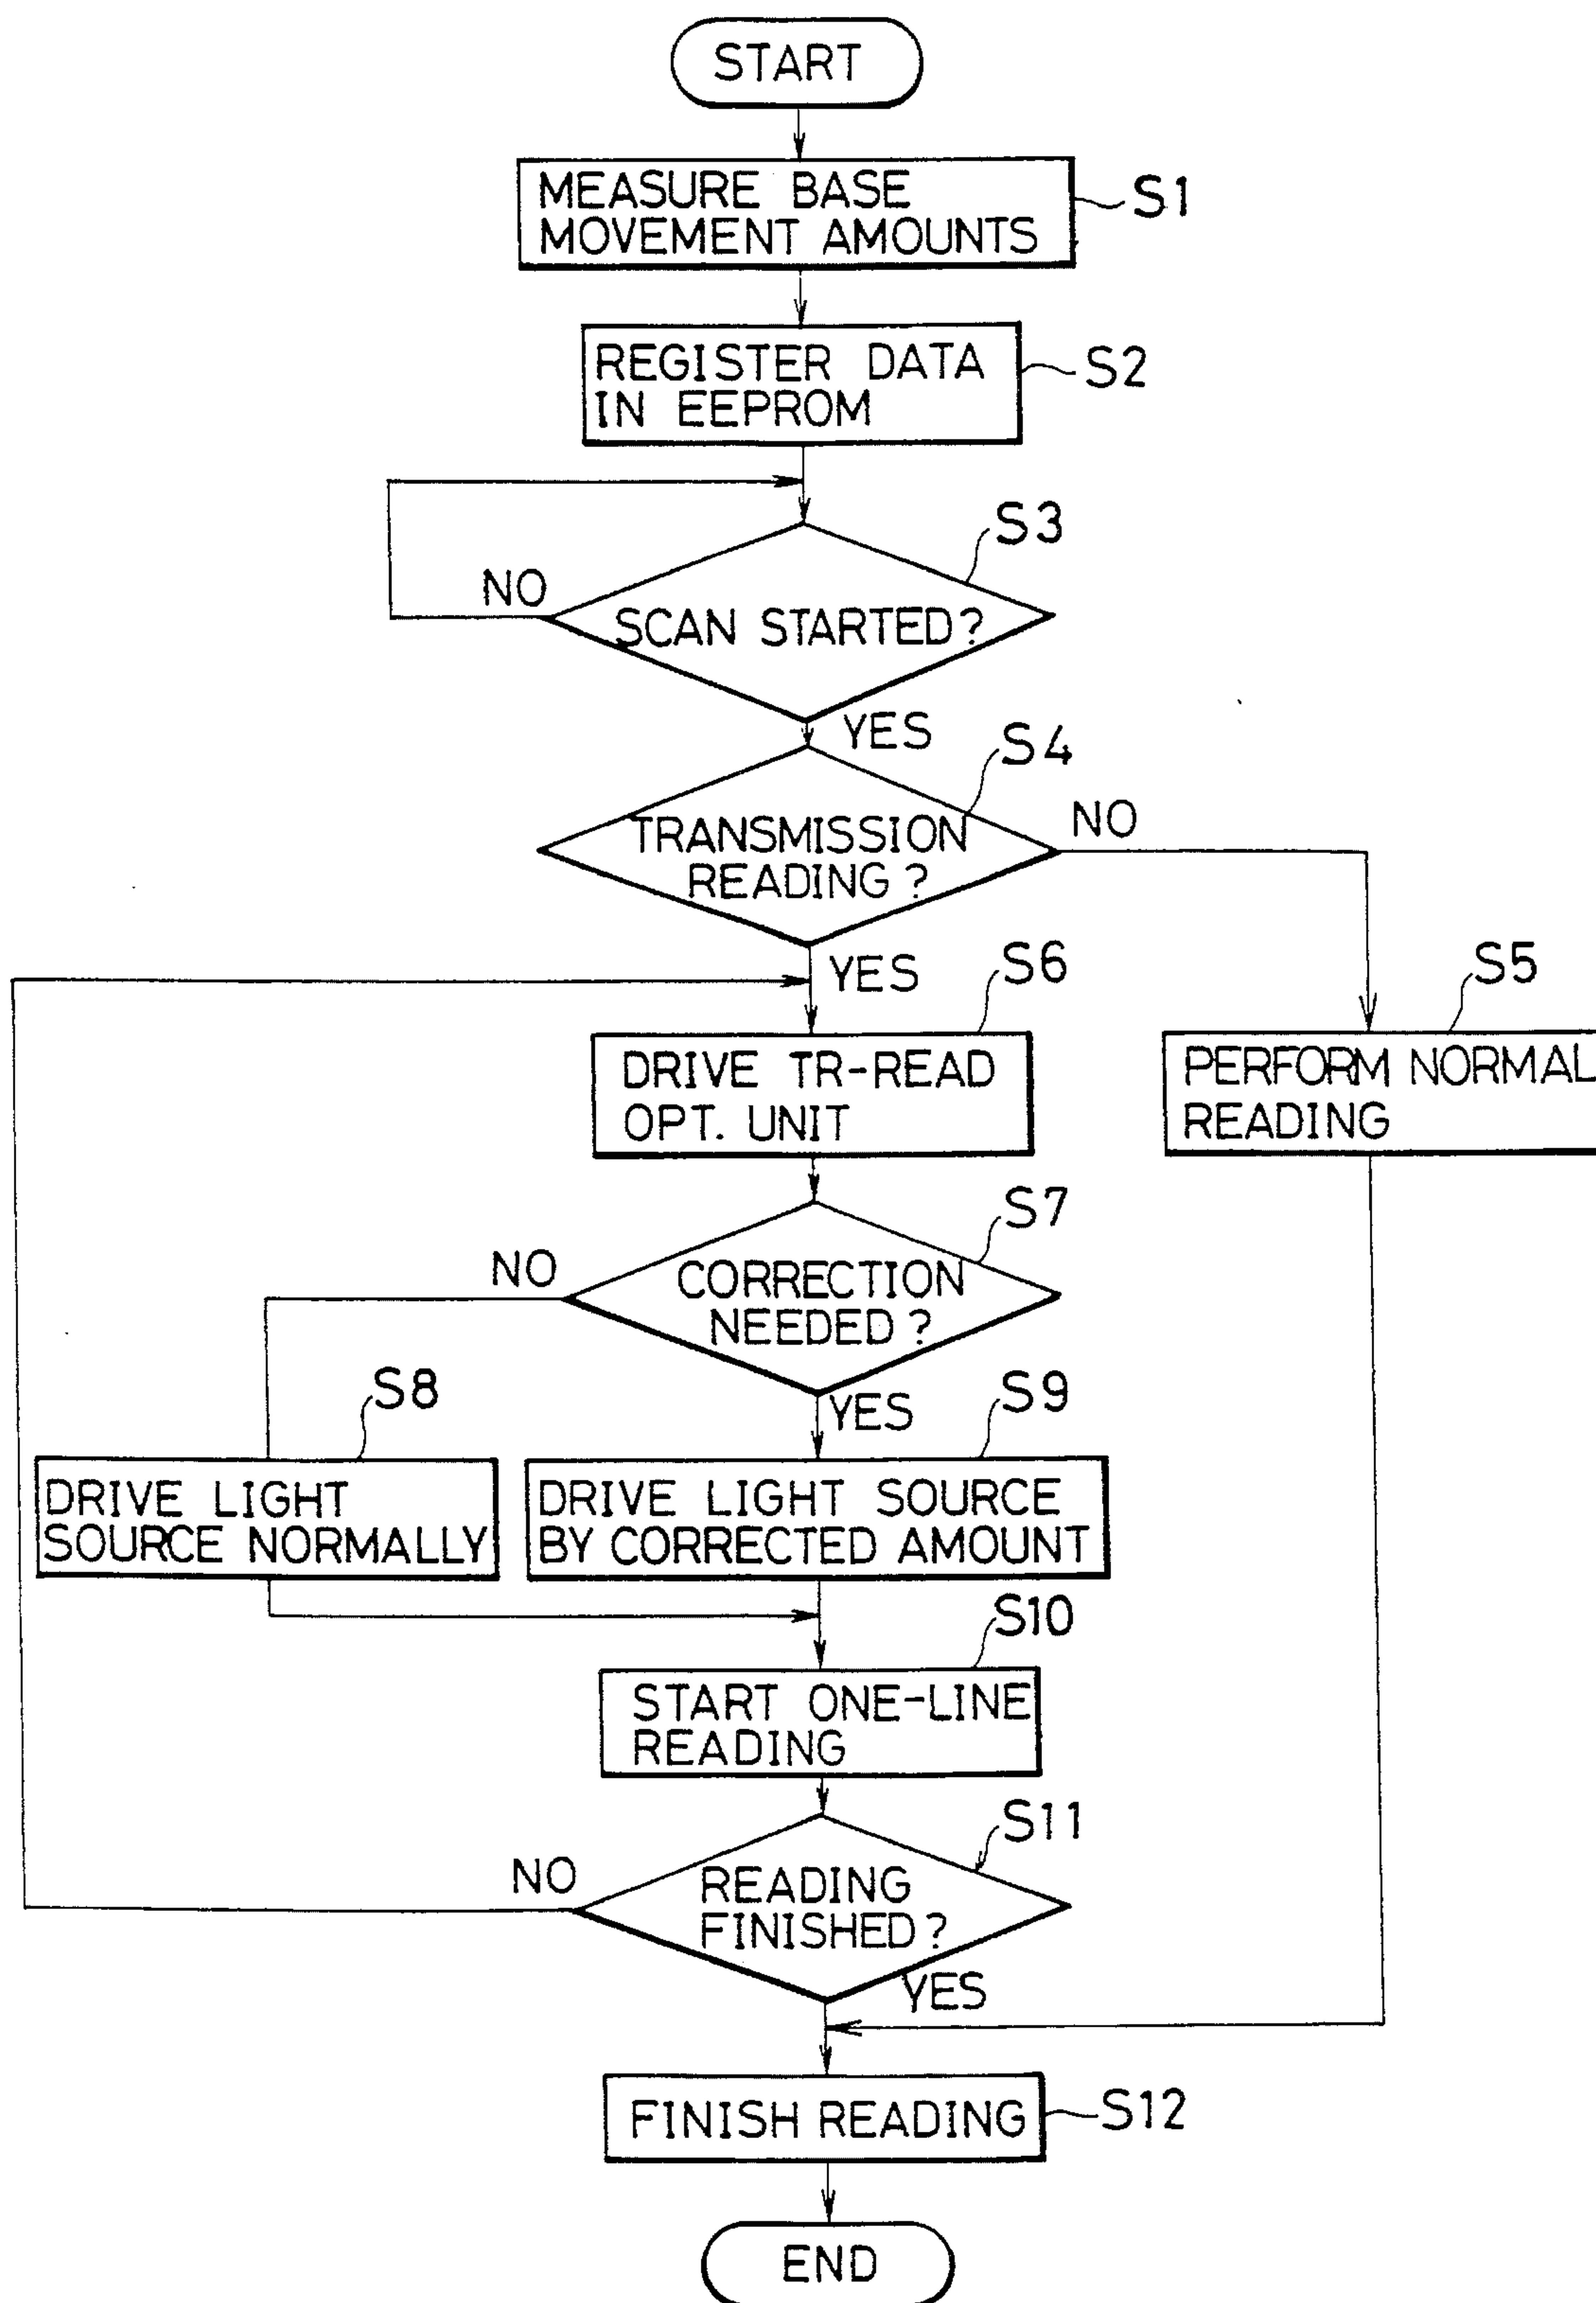 START
MEASURE BASE
MOVEMENT AMOUNTS
S1
REGISTER DATA
IN EEPROM
S2
S3
NO
SCAN STARTED?
YES
S4
NO
TRANSMISSION
READING?
YES
S6
S5
DRIVE TR-READ
OPT. UNIT
PERFORM NORMAL
READING
S7
NO
CORRECTION
NEEDED?
S8
YES
S9
DRIVE LIGHT
SOURCE NORMALLY
DRIVE LIGHT SOURCE
BY CORRECTED AMOUNT
S10
START ONE-LINE
READING
S11
NO
READING
FINISHED?
YES
FINISH READING
S12
END